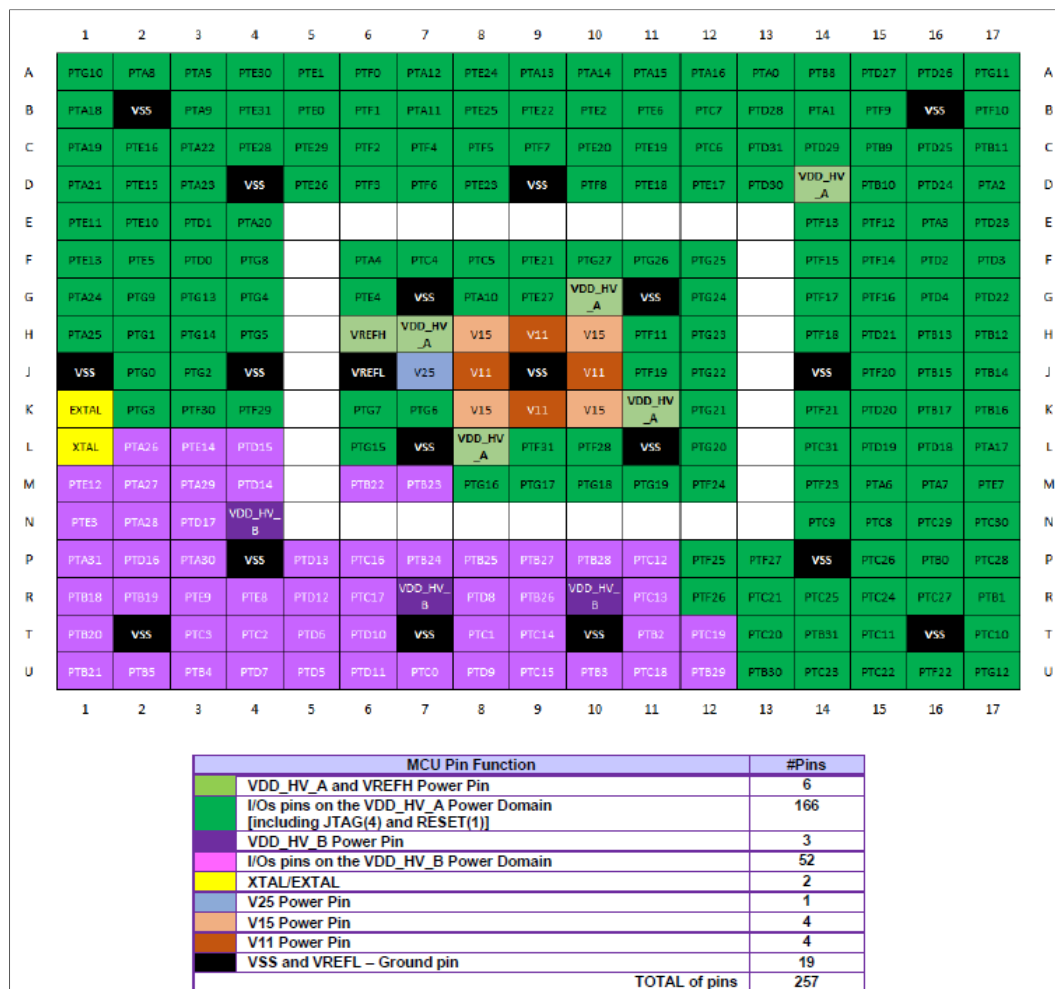 1 2 3 4 5 6 7 8 9 10 11 12 13 14 15 16 17
A PTG10 PTA8 PTA5 PTE30 PTE1 PTF0 PTA12 PTE24 PTA13 PTA14 PTA15 PTA16 PTA0 PTB8 PTD27 PTD26 PTG11 A
B PTA18 VSS PTA9 PTE31 PTE0 PTF1 PTA11 PTE25 PTE22 PTE2 PTE6 PTC7 PTD28 PTA1 PTF9 VSS PTF10 B
C PTA19 PTE16 PTA22 PTE28 PTE29 PTF2 PTF4 PTF5 PTF7 PTE20 PTE19 PTC6 PTD31 PTD29 PTB9 PTD25 PTB11 C
D PTA21 PTE15 PTA23 VSS PTE26 PTF3 PTF6 PTE23 VSS PTF8 PTE18 PTE17 PTD30 VDD_HV_A PTB10 PTD24 PTA2 D
E PTE11 PTE10 PTD1 PTA20 PTF13 PTF12 PTA3 PTD23 E
F PTE13 PTE5 PTD0 PTG8 PTA4 PTC4 PTC5 PTE21 PTG27 PTG26 PTG25 PTF15 PTF14 PTD2 PTD3 F
G PTA24 PTG9 PTG13 PTG4 PTE4 VSS PTA10 PTE27 VDD_HV_A VSS PTG24 PTF17 PTF16 PTD4 PTD22 G
H PTA25 PTG1 PTG14 PTG5 VREFH VDD_HV_A V15 V11 V15 PTF11 PTG23 PTF18 PTD21 PTB13 PTB12 H
J VSS PTG0 PTG2 VSS VREFL V25 V11 VSS V11 PTF19 PTG22 VSS PTF20 PTB15 PTB14 J
K EXTAL PTG3 PTF30 PTF29 PTG7 PTG6 V15 V11 V15 VDD_HV_A PTG21 PTF21 PTD20 PTB17 PTB16 K
L XTAL PTA26 PTE14 PTD15 PTG15 VSS VDD_HV_A PTF31 PTF28 VSS PTG20 PTC31 PTD19 PTD18 PTA17 L
M PTE12 PTA27 PTA29 PTD14 PTB22 PTB23 PTG16 PTG17 PTG18 PTG19 PTF24 PTF23 PTA6 PTA7 PTE7 M
N PTE3 PTA28 PTD17 VDD_HV_B PTC9 PTC8 PTC29 PTC30 N
P PTA31 PTD16 PTA30 VSS PTD13 PTC16 PTB24 PTB25 PTB27 PTB28 PTC12 PTF25 PTF27 VSS PTC26 PTB0 PTC28 P
R PTB18 PTB19 PTE9 PTE8 PTD12 PTC17 VDD_HV_B PTD8 PTB26 VDD_HV_B PTC13 PTF26 PTC21 PTC25 PTC24 PTC27 PTB1 R
T PTB20 VSS PTC3 PTC2 PTD6 PTD10 VSS PTC1 PTC14 VSS PTB2 PTC19 PTC20 PTB31 PTC11 VSS PTC10 T
U PTB21 PTB5 PTB4 PTD7 PTD5 PTD11 PTC0 PTD9 PTC15 PTB3 PTC18 PTB29 PTB30 PTC23 PTC22 PTF22 PTG12 U
1 2 3 4 5 6 7 8 9 10 11 12 13 14 15 16 17
MCU Pin Function #Pins
VDD_HV_A and VREFH Power Pin 6
I/Os pins on the VDD_HV_A Power Domain 166
[including JTAG(4) and RESET(1)]
VDD_HV_B Power Pin 3
I/Os pins on the VDD_HV_B Power Domain 52
XTAL/EXTAL 2
V25 Power Pin 1
V15 Power Pin 4
V11 Power Pin 4
VSS and VREFL – Ground pin 19
TOTAL of pins 257